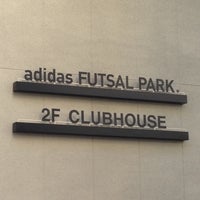 adidas FUTSAL PARK.
2F CLUBHOUSE